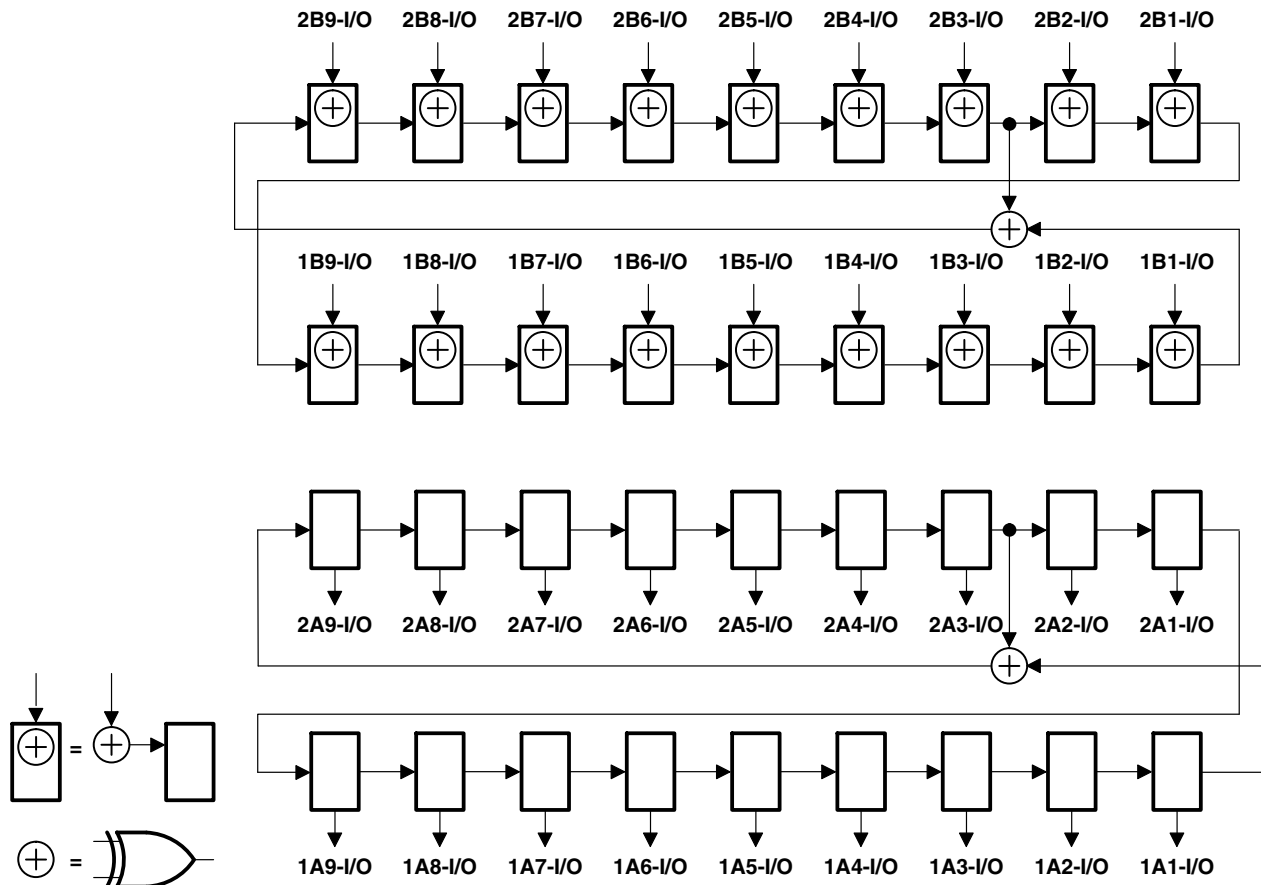 2B9-I/O 2B8-I/O 2B7-I/O 2B6-I/O 2B5-I/O 2B4-I/O 2B3-I/O 2B2-I/O 2B1-I/O
1B9-I/O 1B8-I/O 1B7-I/O 1B6-I/O 1B5-I/O 1B4-I/O 1B3-I/O 1B2-I/O 1B1-I/O
2A9-I/O 2A8-I/O 2A7-I/O 2A6-I/O 2A5-I/O 2A4-I/O 2A3-I/O 2A2-I/O 2A1-I/O
=
=
1A9-I/O 1A8-I/O 1A7-I/O 1A6-I/O 1A5-I/O 1A4-I/O 1A3-I/O 1A2-I/O 1A1-I/O